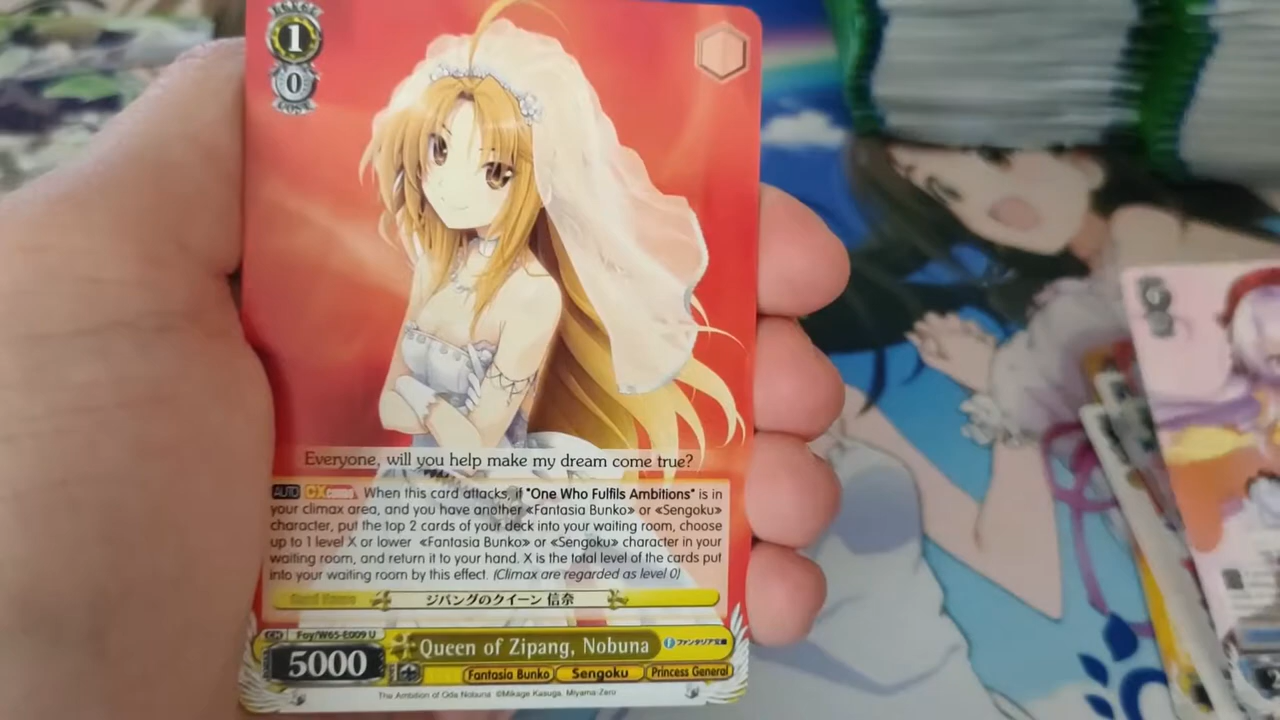 LEVEL
1
0
COST
Everyone, will you help make my dream come true?
AUTO CXCOMBO When this card attacks, if "One Who Fulfils Ambitions" is in
your climax area, and you have another «Fantasia Bunko» or «Sengoku»
character, put the top 2 cards of your deck into your waiting room, choose
up to 1 level X or lower «Fantasia Bunko» or «Sengoku» character in your
waiting room, and return it to your hand. X is the total level of the cards put
into your waiting room by this effect. (Climax are regarded as level 0)
Card Name ジパングのクイーン 信奈
CH Foy/W65-E009 U
Queen of Zipang, Nobuna ファンタジア文庫
5000
Fantasia Bunko Sengoku Princess General
The Ambition of Oda Nobuna ©Mikage Kasuga, Miyama-Zero